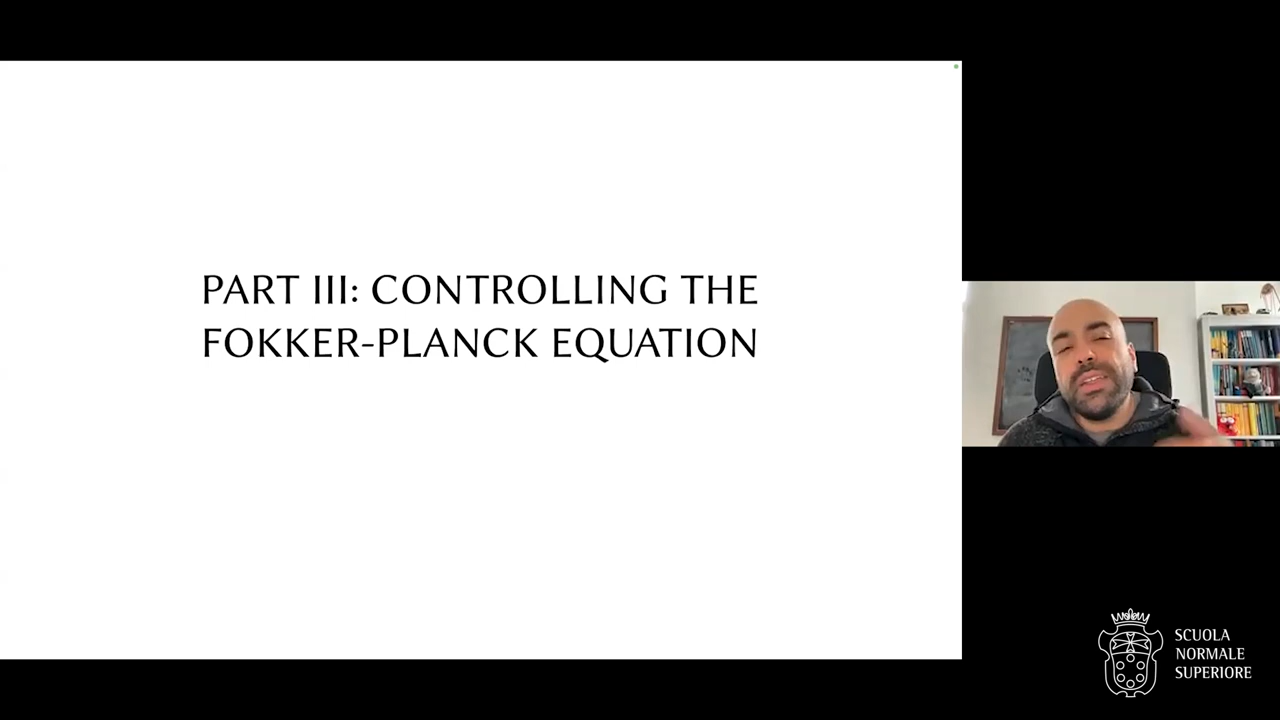 PART III: CONTROLLING THE
FOKKER-PLANCK EQUATION
SCUOLA
NORMALE
SUPERIORE